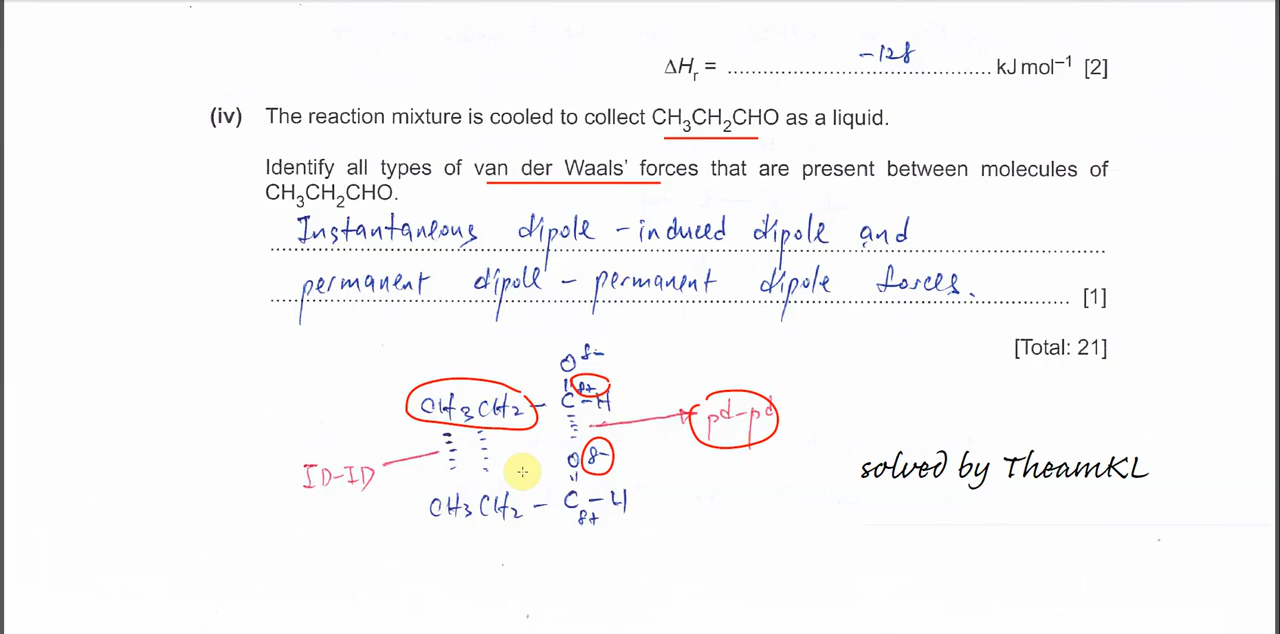 -128
ΔHr = ................................................ kJ mol–1 [2]
(iv) The reaction mixture is cooled to collect CH3CH2CHO as a liquid.
Identify all types of van der Waals' forces that are present between molecules of
CH3CH2CHO.
Instantaneous dipole - induced dipole and
permanent dipole - permanent dipole forces.
[1]
[Total: 21]
O δ-
δ+
CH3CH2 - C - H
pd-pd
O δ-
ID-ID
CH3CH2 - C - H
δ+
solved by TheamKL